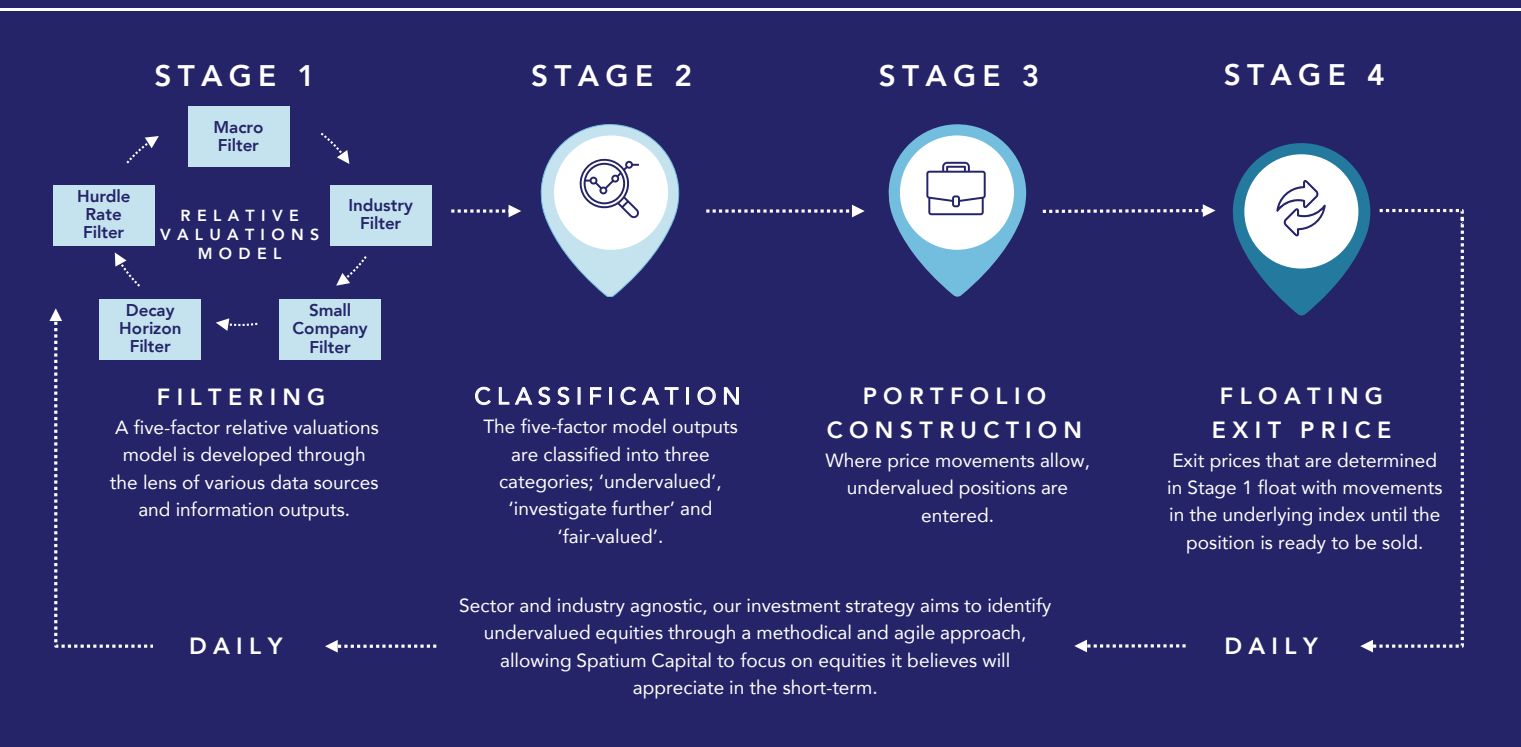 STAGE 1
Macro
Filter
Industry
Filter
Small
Company
Filter
Decay
Horizon
Filter
Hurdle
Rate
Filter
RELATIVE
VALUATIONS
MODEL
FILTERING
A five-factor relative valuations
model is developed through
the lens of various data sources
and information outputs.
STAGE 2
CLASSIFICATION
The five-factor model outputs
are classified into three
categories; ‘undervalued’,
‘investigate further’ and
‘fair-valued’.
STAGE 3
PORTFOLIO
CONSTRUCTION
Where price movements allow,
undervalued positions are
entered.
STAGE 4
FLOATING
EXIT PRICE
Exit prices that are determined
in Stage 1 float with movements
in the underlying index until the
position is ready to be sold.
DAILY
Sector and industry agnostic, our investment strategy aims to identify
undervalued equities through a methodical and agile approach,
allowing Spatium Capital to focus on equities it believes will
appreciate in the short-term.
DAILY